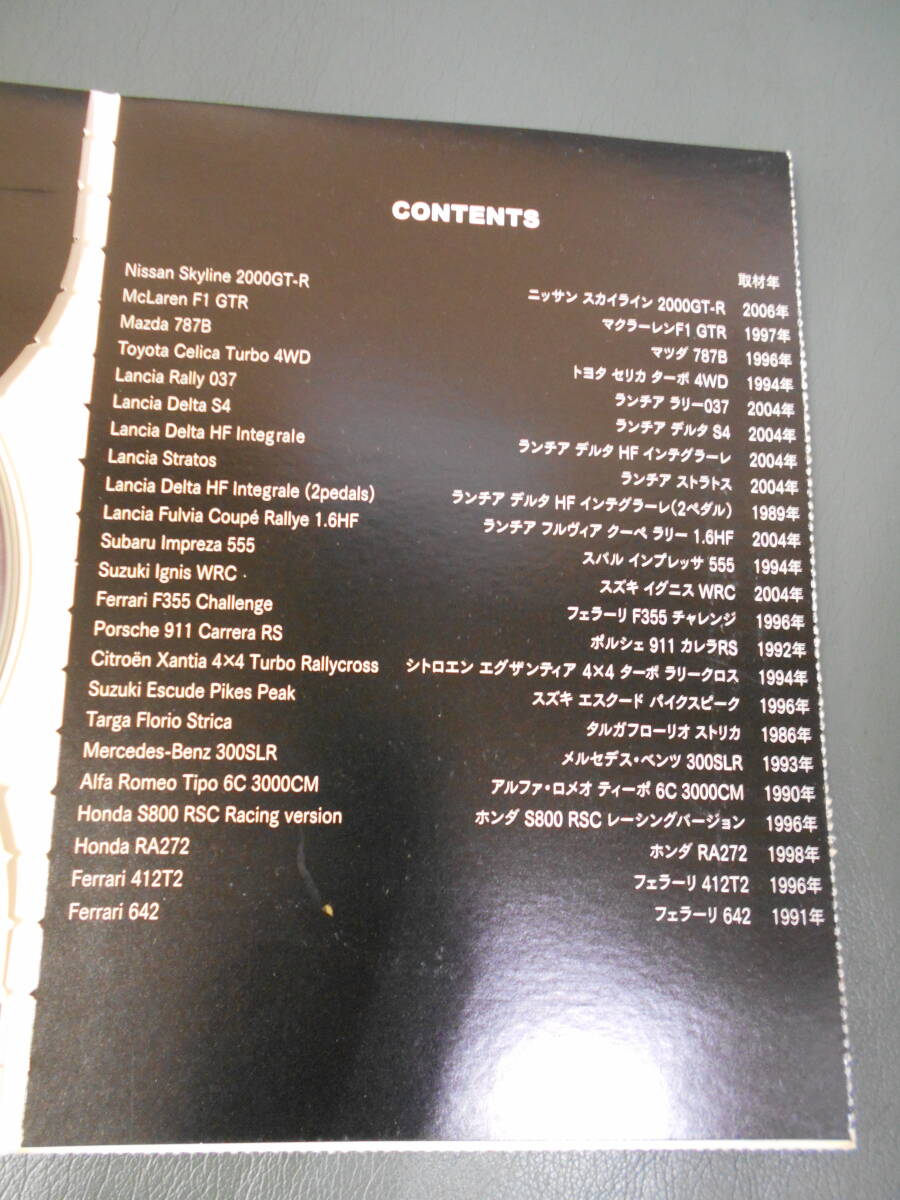 CONTENTS
取材年
Nissan Skyline 2000GT-R ニッサン スカイライン 2000GT-R 2006年
McLaren F1 GTR マクラーレンF1 GTR 1997年
Mazda 787B マツダ 787B 1996年
Toyota Celica Turbo 4WD トヨタ セリカ ターボ 4WD 1994年
Lancia Rally 037 ランチア ラリー037 2004年
Lancia Delta S4 ランチア デルタ S4 2004年
Lancia Delta HF Integrale ランチア デルタ HF インテグラーレ 2004年
Lancia Stratos ランチア ストラトス 2004年
Lancia Delta HF Integrale (2pedals) ランチア デルタ HF インテグラーレ(2ペダル) 1989年
Lancia Fulvia Coupé Rallye 1.6HF ランチア フルヴィア クーペ ラリー 1.6HF 2004年
Subaru Impreza 555 スバル インプレッサ 555 1994年
Suzuki Ignis WRC スズキ イグニス WRC 2004年
Ferrari F355 Challenge フェラーリ F355 チャレンジ 1996年
Porsche 911 Carrera RS ポルシェ 911 カレラRS 1992年
Citroën Xantia 4×4 Turbo Rallycross シトロエン エグザンティア 4×4 ターボ ラリークロス 1994年
Suzuki Escude Pikes Peak スズキ エスクード パイクスピーク 1996年
Targa Florio Strica タルガフローリオ ストリカ 1986年
Mercedes-Benz 300SLR メルセデス・ベンツ 300SLR 1993年
Alfa Romeo Tipo 6C 3000CM アルファ・ロメオ ティーポ 6C 3000CM 1990年
Honda S800 RSC Racing version ホンダ S800 RSC レーシングバージョン 1996年
Honda RA272 ホンダ RA272 1998年
Ferrari 412T2 フェラーリ 412T2 1996年
Ferrari 642 フェラーリ 642 1991年